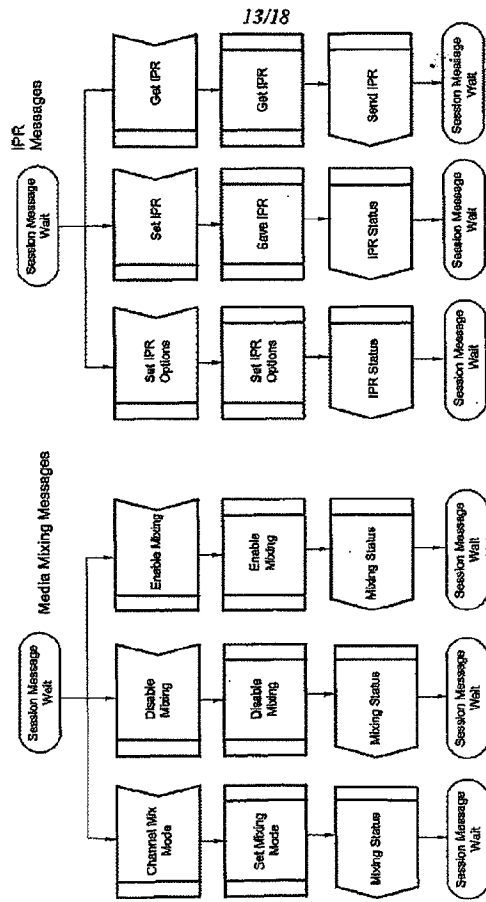 13/18
Media Mixing Messages
Session Message
Wait
Channel Mix
Mode
Disable
Mixing
Enable Mixing
Set Mixing
Mode
Disable
Mixing
Enable
Mixing
Mixing Status
Mixing Status
Mixing Status
Session Message
Wait
Session Message
Wait
Session Message
Wait
IPR
Messages
Session Message
Wait
Set IPR
Options
Set IPR
Get IPR
Set IPR
Options
Save IPR
Get IPR
IPR Status
IPR Status
Send IPR
Session Message
Wait
Session Message
Wait
Session Message
Wait